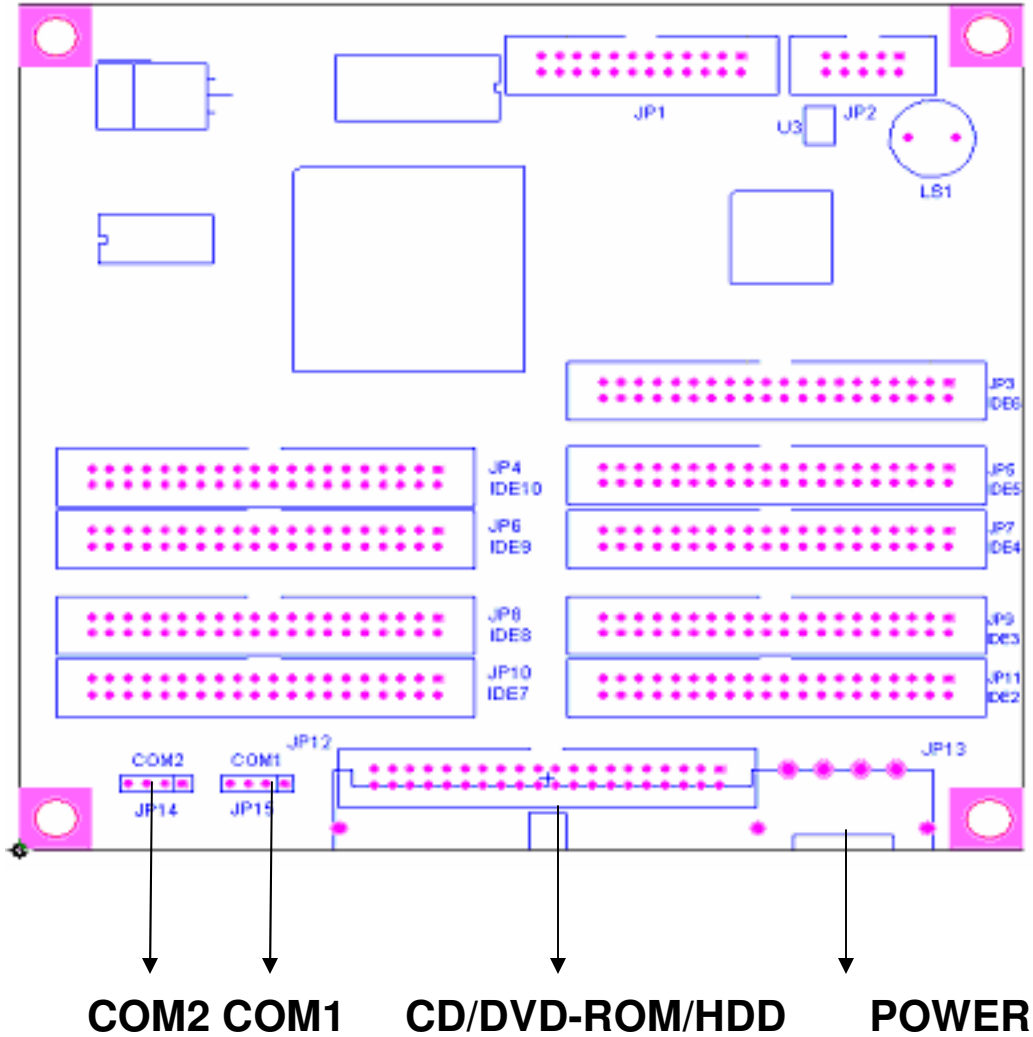 JP1
U3 JP2
LS1
JP3
IDE6
JP4
IDE10
JP5
IDE5
JP6
IDE9
JP7
IDE4
JP8
IDE8
JP9
IDE3
JP10
IDE7
JP11
IDE2
COM2 COM1 JP12
JP13
JP14 JP15
COM2 COM1 CD/DVD-ROM/HDD POWER